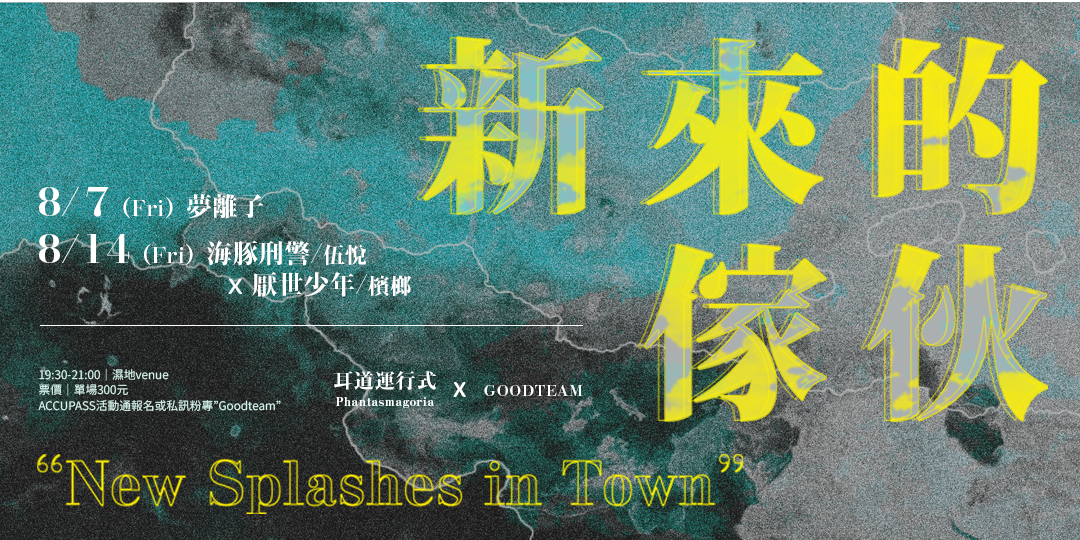 新來的
傢伙
8/7 (Fri) 夢離子
8/14 (Fri) 海豚刑警/伍悅
x 厭世少年/檳榔
19:30-21:00｜濕地venue
票價｜單場300元
ACCUPASS活動通報名或私訊粉專”Goodteam”
耳道運行式
Phantasmagoria
X
GOODTEAM
“New Splashes in Town”